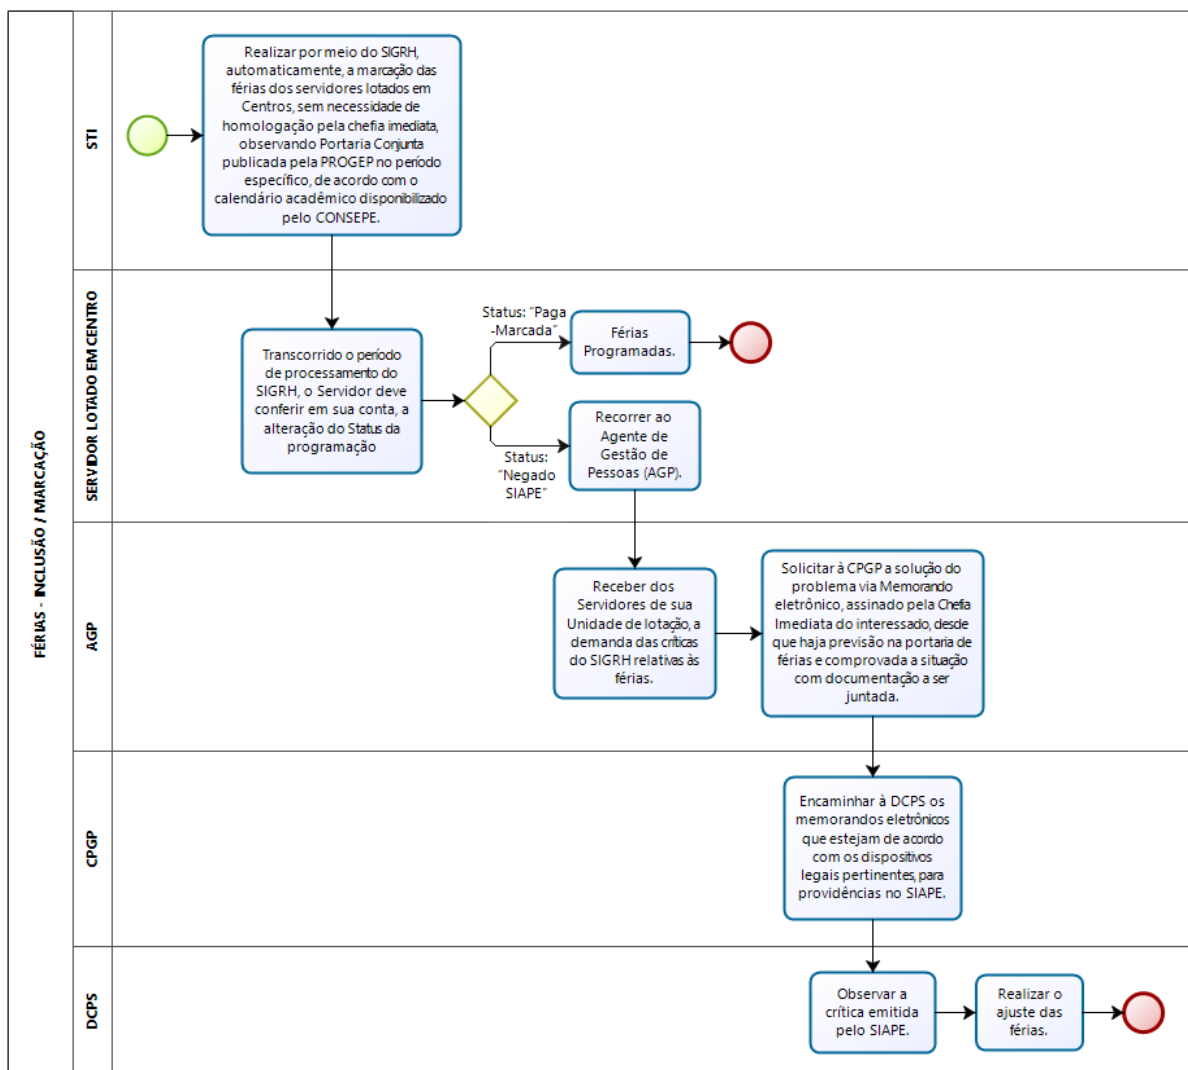 FÉRIAS - INCLUSÃO / MARCAÇÃO
STI
Realizar por meio do SIGRH,
automaticamente, a marcação das
férias dos servidores lotados em
Centros, sem necessidade de
homologação pela chefia imediata,
observando Portaria Conjunta
publicada pela PROGEP no período
específico, de acordo com o
calendário acadêmico disponibilizado
pelo CONSEPE.
SERVIDOR LOTADO EM CENTRO
Transcorrido o período
de processamento do
SIGRH, o Servidor deve
conferir em sua conta, a
alteração do Status da
programação
Status: “Paga
-Marcada”
Férias
Programadas.
Status:
“Negado
SIAPE”
Recorrer ao
Agente de
Gestão de
Pessoas (AGP).
AGP
Receber dos
Servidores de sua
Unidade de lotação, a
demanda das críticas
do SIGRH relativas às
férias.
Solicitar à CPGP a solução do
problema via Memorando
eletrônico, assinado pela Chefia
Imediata do interessado, desde
que haja previsão na portaria de
férias e comprovada a situação
com documentação a ser
juntada.
CPGP
Encaminhar à DCPS os
memorandos eletrônicos
que estejam de acordo
com os dispositivos
legais pertinentes, para
providências no SIAPE.
DCPS
Observar a
crítica emitida
pelo SIAPE.
Realizar o
ajuste das
férias.